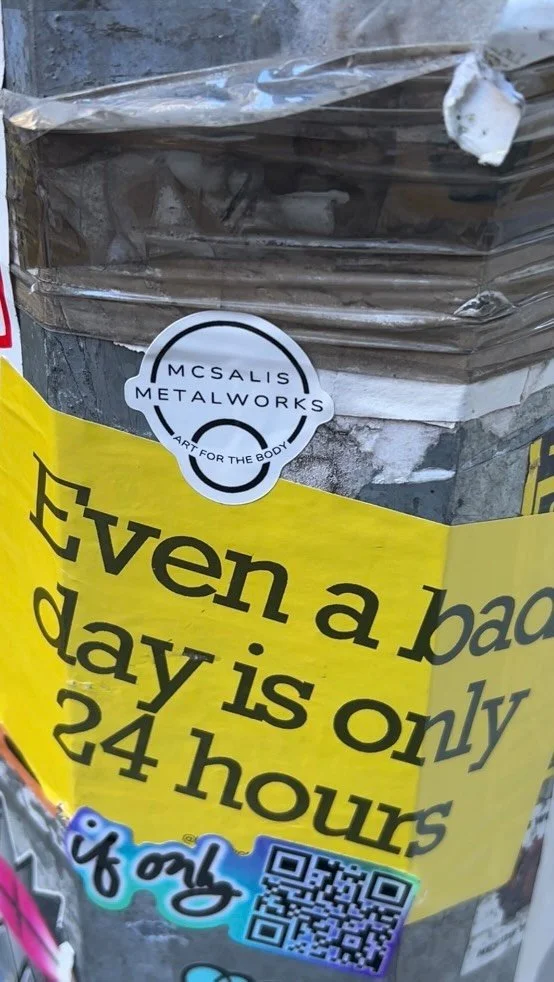 MCSALIS
METALWORKS
ART FOR THE BODY
Even a bad
day is only
24 hours
if only